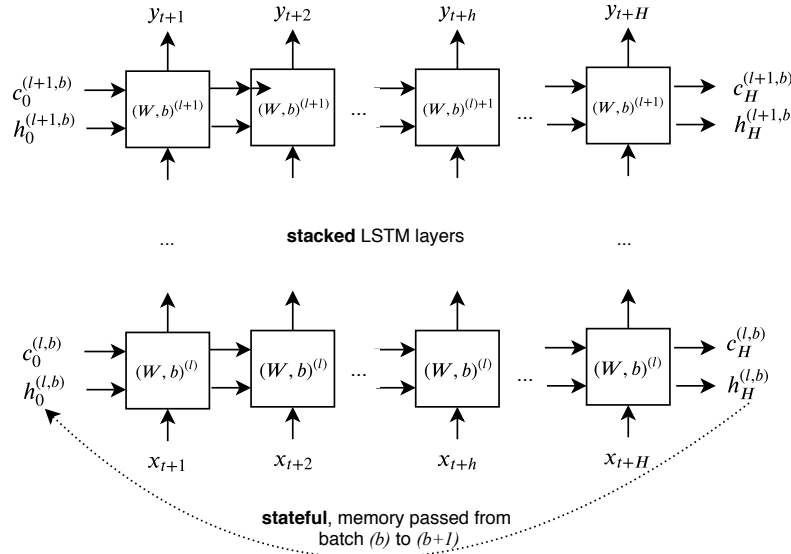 y_{t+1} y_{t+2} y_{t+h} y_{t+H}
c_0^{(l+1,b)} c_H^{(l+1,b)}
(W, b)^{(l+1)} (W, b)^{(l+1)} ... (W, b)^{(l)+1} ... (W, b)^{(l+1)}
h_0^{(l+1,b)} h_H^{(l+1,b)}
... stacked LSTM layers ...
c_0^{(l,b)} c_H^{(l,b)}
(W, b)^{(l)} (W, b)^{(l)} ... (W, b)^{(l)} ... (W, b)^{(l)}
h_0^{(l,b)} h_H^{(l,b)}
x_{t+1} x_{t+2} x_{t+h} x_{t+H}
stateful, memory passed from
batch (b) to (b+1)